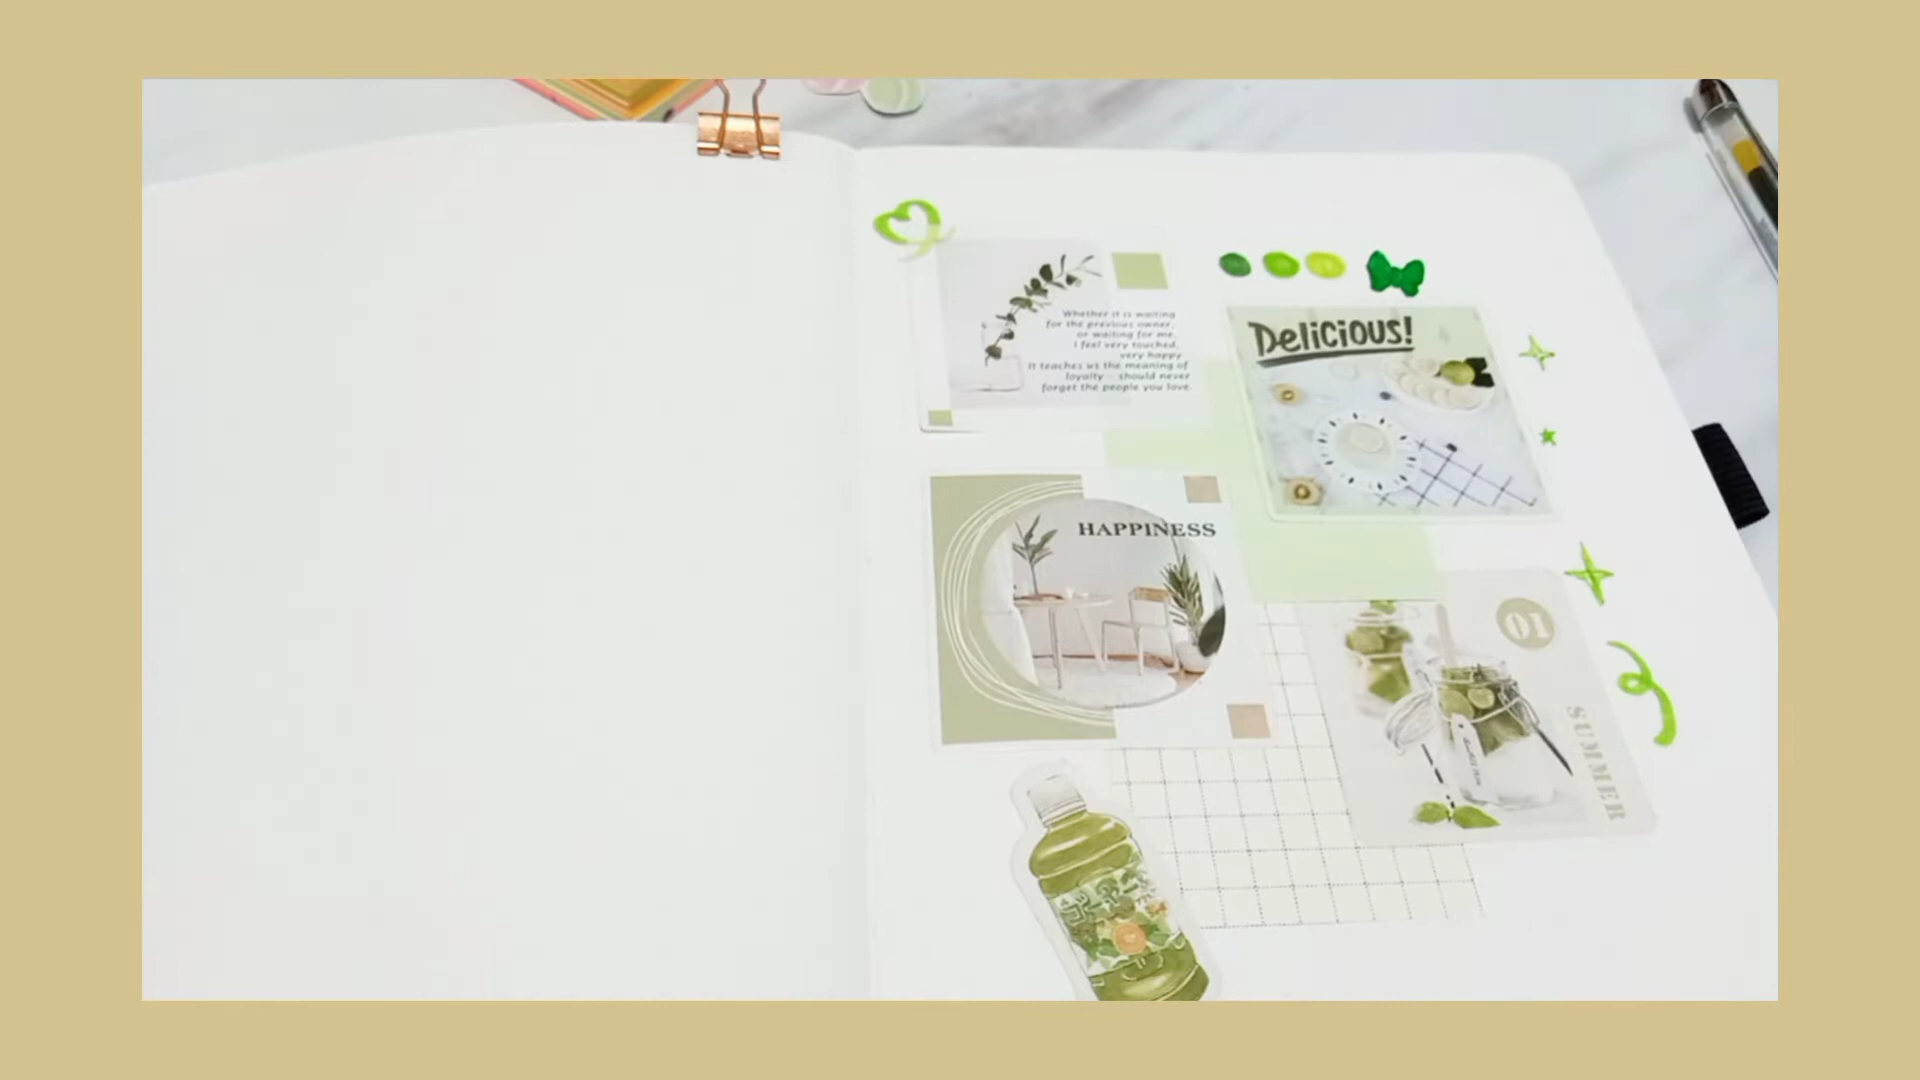 Whether it is waiting
for the previous owner,
or waiting for me,
I feel very touched,
very happy
It teaches us the meaning of
loyalty - should never
forget the people you love.
Delicious!
HAPPINESS
01
SUMMER